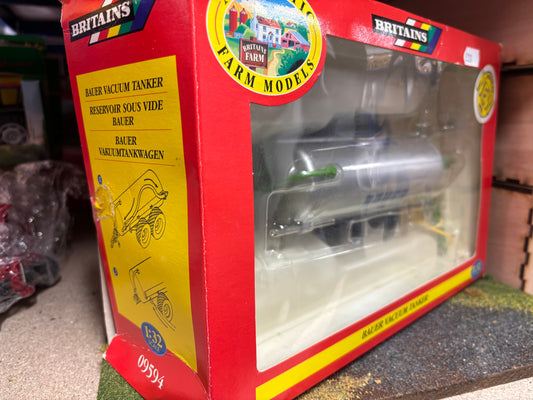 BRITAINS
BAUER VACUUM TANKER
RESERVOIR SOUS VIDE
BAUER
BAUER
VAKUUMTANKWAGEN
1:32
09594
BRITAINS
FARM
FARM MODELS
BRITAINS
BAUER VACUUM TANKER